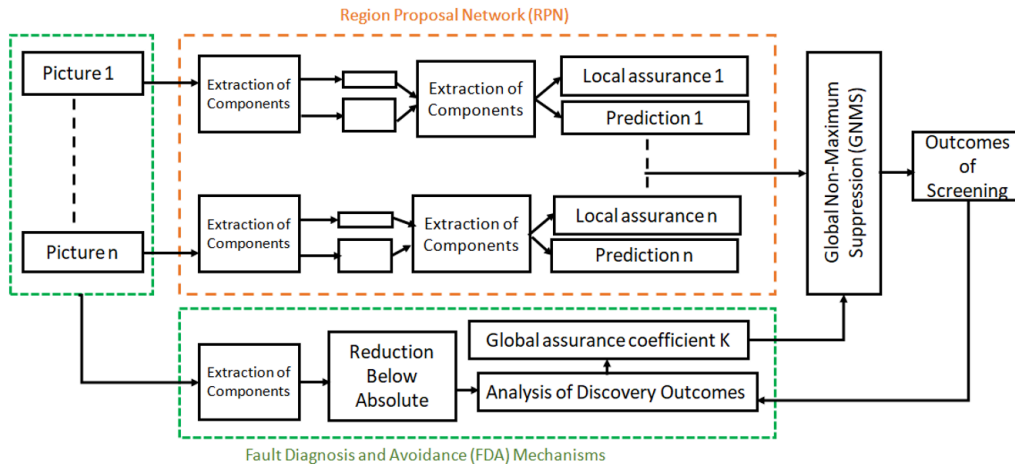 Region Proposal Network (RPN)
Picture 1
Extraction of
Components
Extraction of
Components
Local assurance 1
Prediction 1
Picture n
Extraction of
Components
Extraction of
Components
Local assurance n
Prediction n
Global Non-Maximum
Suppression (GNMS)
Outcomes
of
Screening
Extraction of
Components
Reduction
Below
Absolute
Global assurance coefficient K
Analysis of Discovery Outcomes
Fault Diagnosis and Avoidance (FDA) Mechanisms